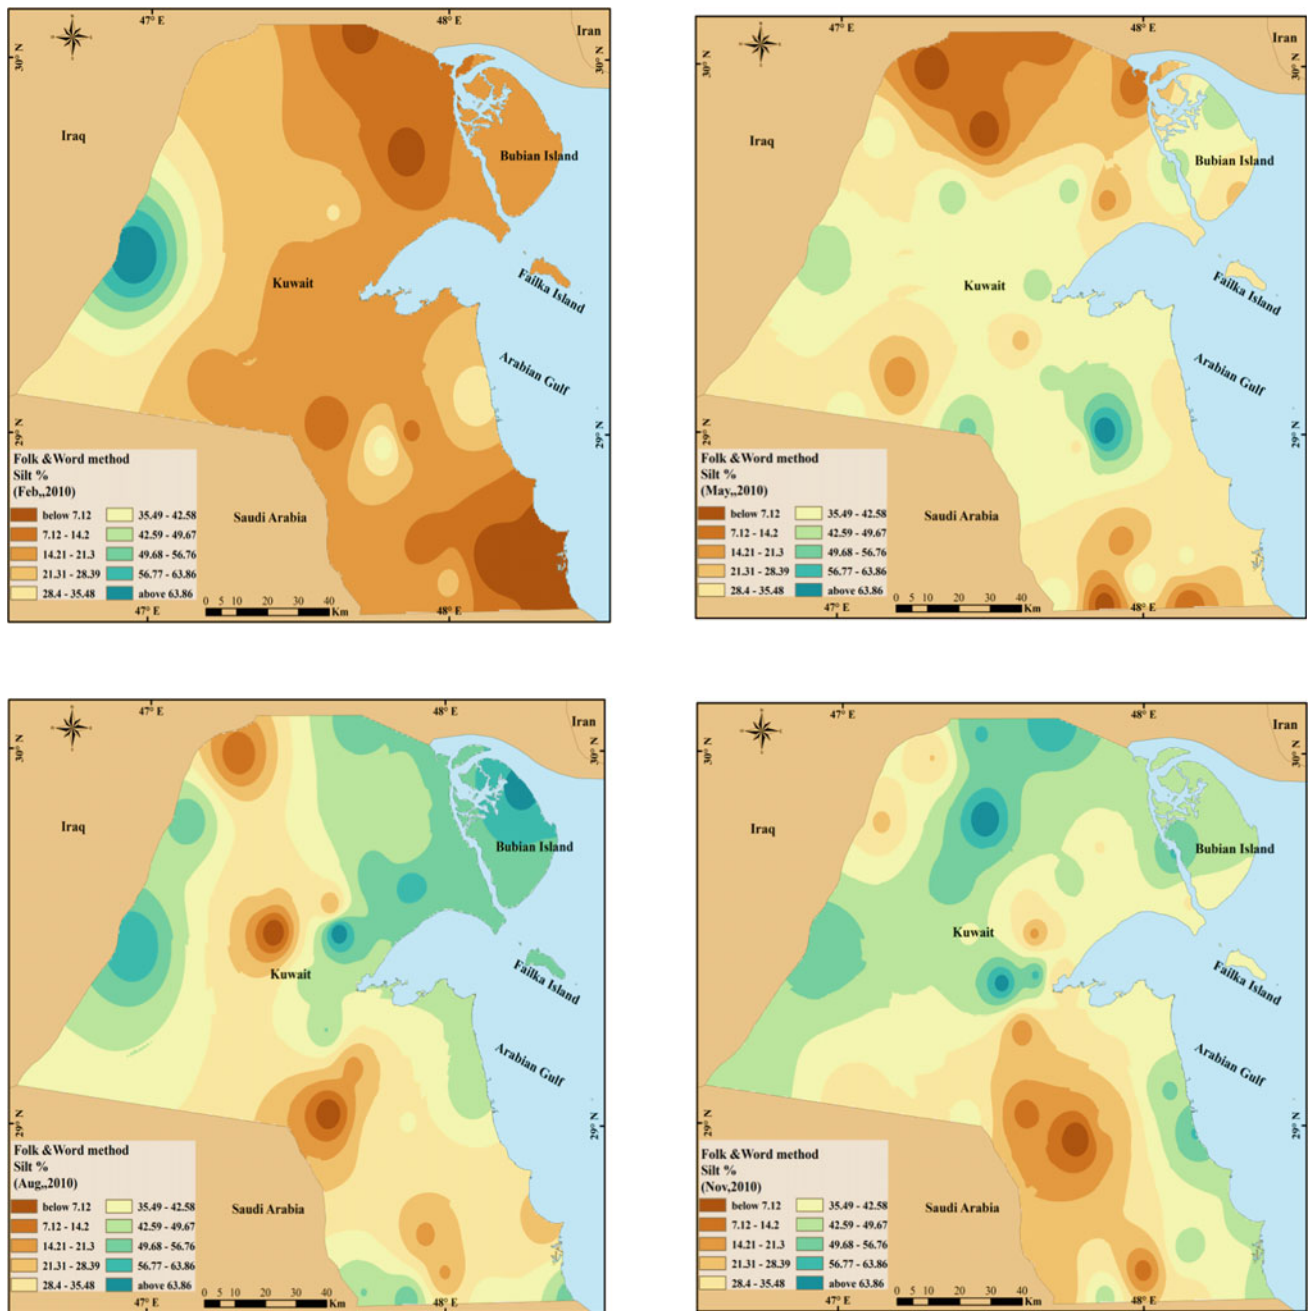 47° E
48° E
Iran
30° N
30° N
Iraq
Bubian Island
Kuwait
Failka Island
Arabian Gulf
29° N
29° N
Folk &Word method
Silt %
(Feb,,2010)
below 7.12
35.49 - 42.58
7.12 - 14.2
42.59 - 49.67
14.21 - 21.3
49.68 - 56.76
21.31 - 28.39
56.77 - 63.86
28.4 - 35.48
above 63.86
Saudi Arabia
0 5 10 20 30 40
Km
47° E
48° E
47° E
48° E
Iran
30° N
30° N
Iraq
Bubian Island
Kuwait
Failka Island
Arabian Gulf
29° N
29° N
Folk &Word method
Silt %
(May,,2010)
below 7.12
35.49 - 42.58
7.12 - 14.2
42.59 - 49.67
14.21 - 21.3
49.68 - 56.76
21.31 - 28.39
56.77 - 63.86
28.4 - 35.48
above 63.86
Saudi Arabia
0 5 10 20 30 40
Km
47° E
48° E
47° E
48° E
Iran
30° N
30° N
Iraq
Bubian Island
Kuwait
Failka Island
Arabian Gulf
29° N
29° N
Folk &Word method
Silt %
(Aug,,2010)
below 7.12
35.49 - 42.58
7.12 - 14.2
42.59 - 49.67
14.21 - 21.3
49.68 - 56.76
21.31 - 28.39
56.77 - 63.86
28.4 - 35.48
above 63.86
Saudi Arabia
0 5 10 20 30 40
Km
47° E
48° E
47° E
48° E
Iran
30° N
30° N
Iraq
Bubian Island
Kuwait
Failka Island
Arabian Gulf
29° N
29° N
Folk &Word method
Silt %
(Nov,2010)
below 7.12
35.49 - 42.58
7.12 - 14.2
42.59 - 49.67
14.21 - 21.3
49.68 - 56.76
21.31 - 28.39
56.77 - 63.86
28.4 - 35.48
above 63.86
Saudi Arabia
0 5 10 20 30 40
Km
47° E
48° E